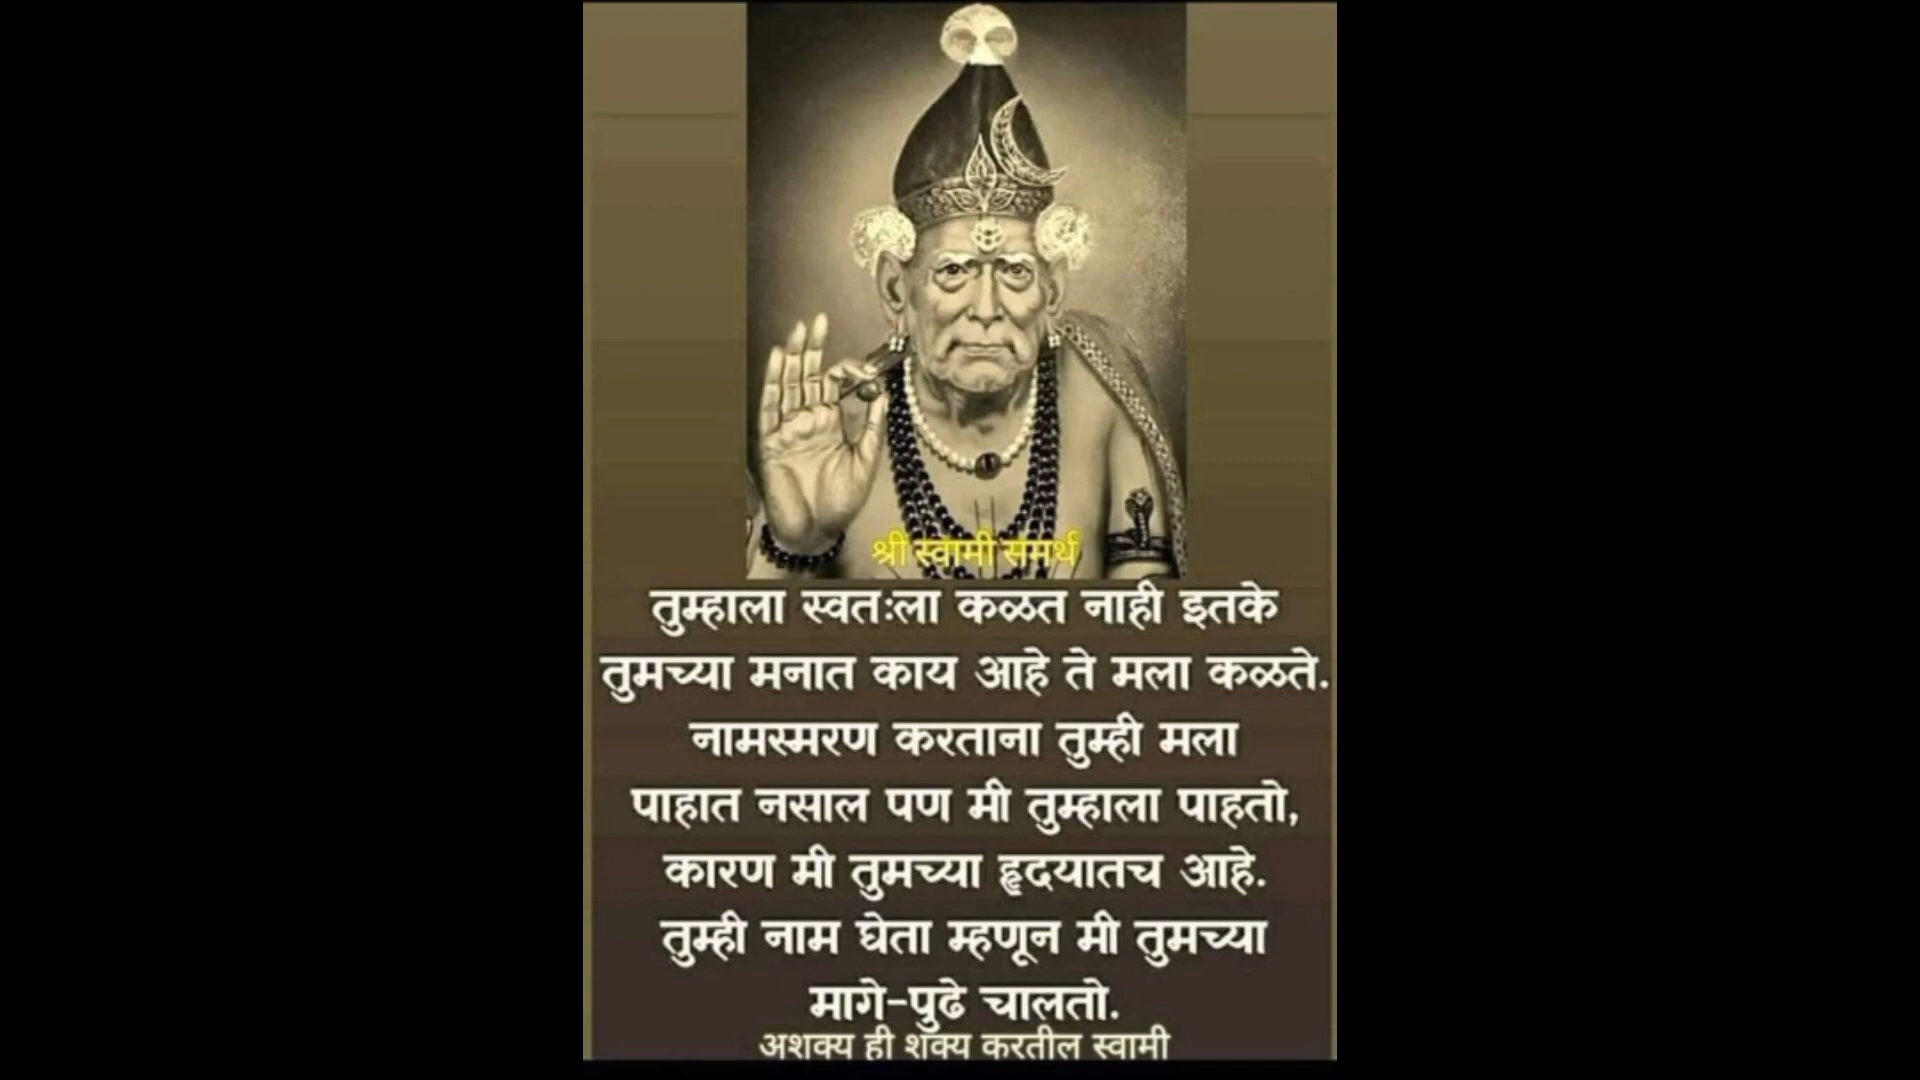 श्री स्वामी समर्थ
तुम्हाला स्वतःला कळत नाही इतके
तुमच्या मनात काय आहे ते मला कळते.
नामस्मरण करताना तुम्ही मला
पाहात नसाल पण मी तुम्हाला पाहतो,
कारण मी तुमच्या हृदयातच आहे.
तुम्ही नाम घेता म्हणून मी तुमच्या
मागे-पुढे चालतो.
अशक्य ही शक्य करतील स्वामी